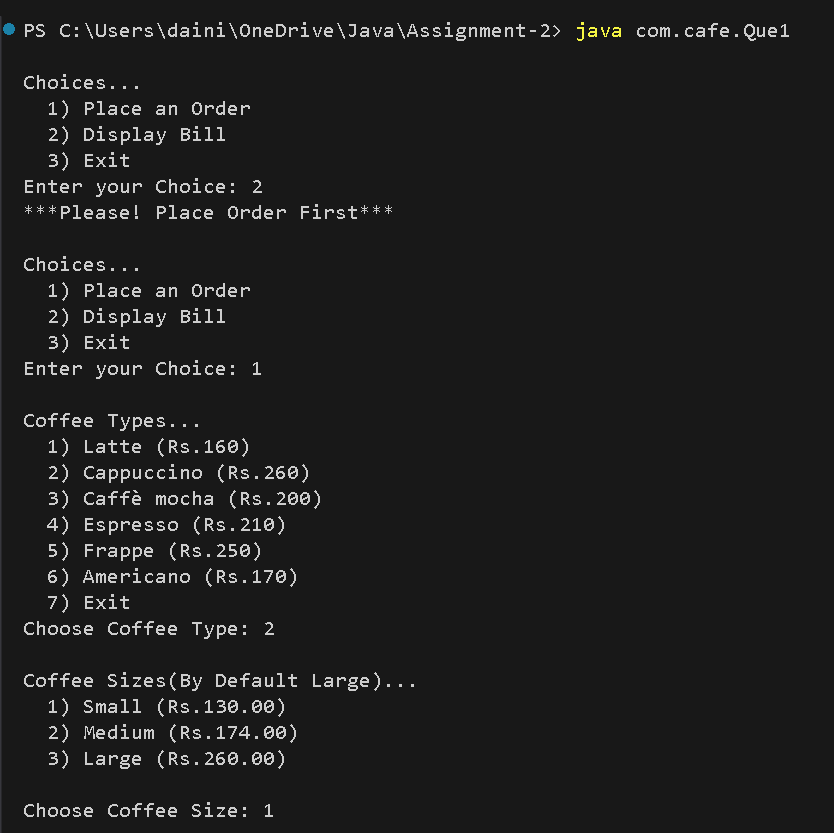 PS C:\Users\daini\OneDrive\Java\Assignment-2> java com.cafe.Que1
Choices...
1) Place an Order
2) Display Bill
3) Exit
Enter your Choice: 2
***Please! Place Order First***
Choices...
1) Place an Order
2) Display Bill
3) Exit
Enter your Choice: 1
Coffee Types...
1) Latte (Rs.160)
2) Cappuccino (Rs.260)
3) Caffè mocha (Rs.200)
4) Espresso (Rs.210)
5) Frappe (Rs.250)
6) Americano (Rs.170)
7) Exit
Choose Coffee Type: 2
Coffee Sizes(By Default Large)...
1) Small (Rs.130.00)
2) Medium (Rs.174.00)
3) Large (Rs.260.00)
Choose Coffee Size: 1